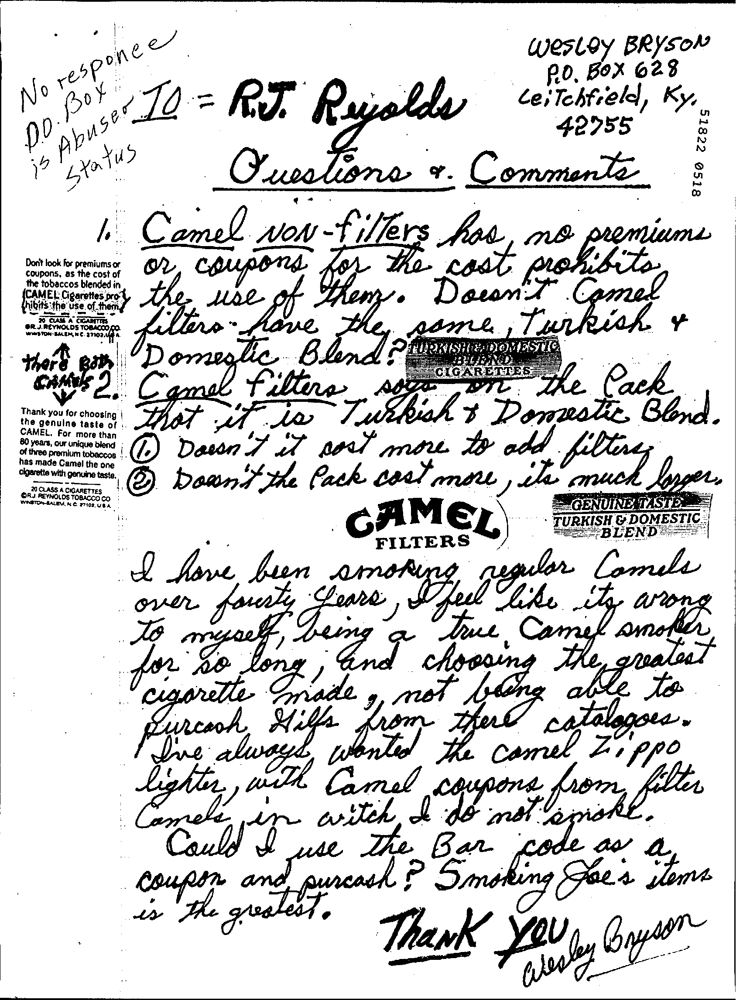 No responce
P.O. Box
is Abuser
Status
WESLEY BRYSON
P.O. BOX 628
LeiTchfield, Ky.
42755
51822 0518
TO = R.J. Reyolds
Questions & Comments
1. Camel NON-filTers has no premiums
or coupons for the cost prohibits
the use of them. Doesn't Camel
filters have the same, Turkish &
Domestic Blend?
TURKISH & DOMESTIC
BLEND
CIGARETTES
Don't look for premiums or
coupons, as the cost of
the tobaccos blended in
CAMEL Cigarettes pro-
hibits the use of them.
20 CLASS A CIGARETTES
©R.J. REYNOLDS TOBACCO CO.
WINSTON-SALEM, N.C. 27102, U.S.A.
There Both
CAMELS
Thank you for choosing
the genuine taste of
CAMEL. For more than
80 years, our unique blend
of three premium tobaccos
has made Camel the one
cigarette with genuine taste.
20 CLASS A CIGARETTES
©R.J. REYNOLDS TOBACCO CO
WINSTON-SALEM, N.C. 27102, U.S.A
2. Camel filters says on the Pack
that it is Turkish & Domestic Blend.
1. Doesn't it cost more to add filters,
2. Doesn't the Pack cost more, its much larger.
CAMEL
FILTERS
GENUINE TASTE
TURKISH & DOMESTIC
BLEND
I have been smoking regular Camels
over fourty years, I feel like its wrong
to myself, being a true Camel smoker
for so long, and choosing the greatest
cigarette made, not being able to
purcash Gilfs from there catalogoes.
I've always wanted the camel Zippo
lighter, with Camel coupons from filter
Camels, in witch I do not smoke.
Could I use the Bar code as a
coupon and purcash? Smoking Joe's items
is the greatest.
Thank You
Wesley Bryson